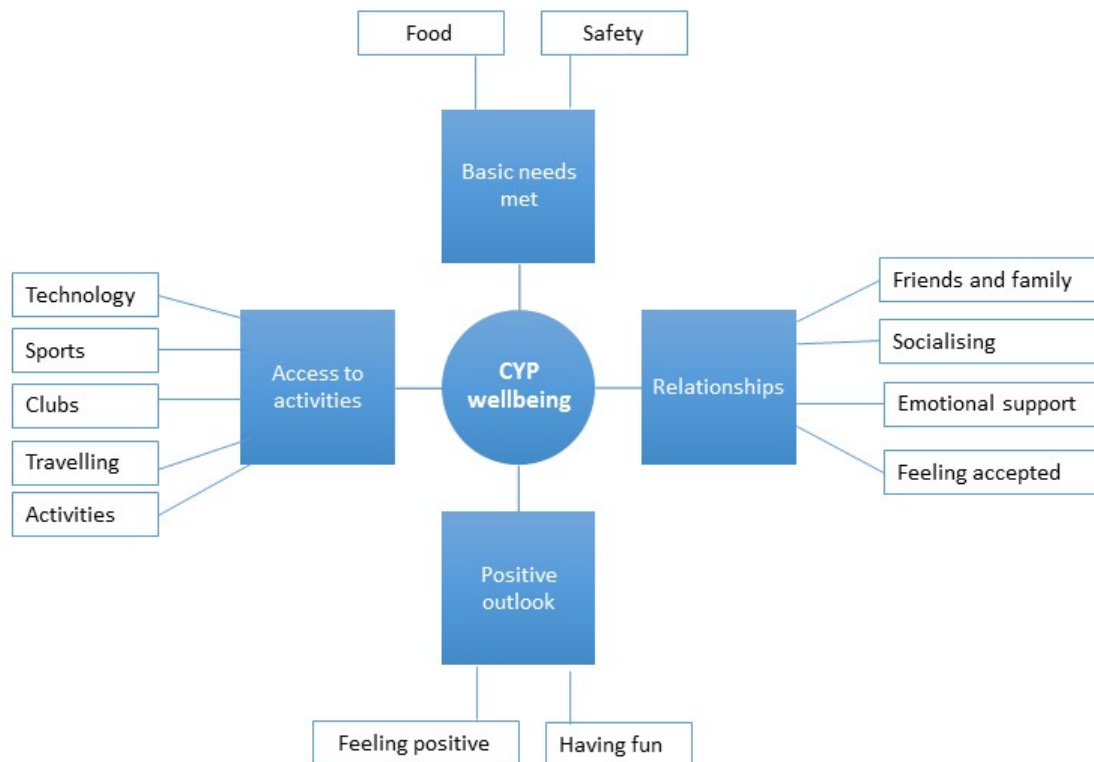 Food
Safety
Basic needs
met
Technology
Sports
Clubs
Travelling
Activities
Access to
activities
CYP
wellbeing
Relationships
Friends and family
Socialising
Emotional support
Feeling accepted
Positive
outlook
Feeling positive
Having fun